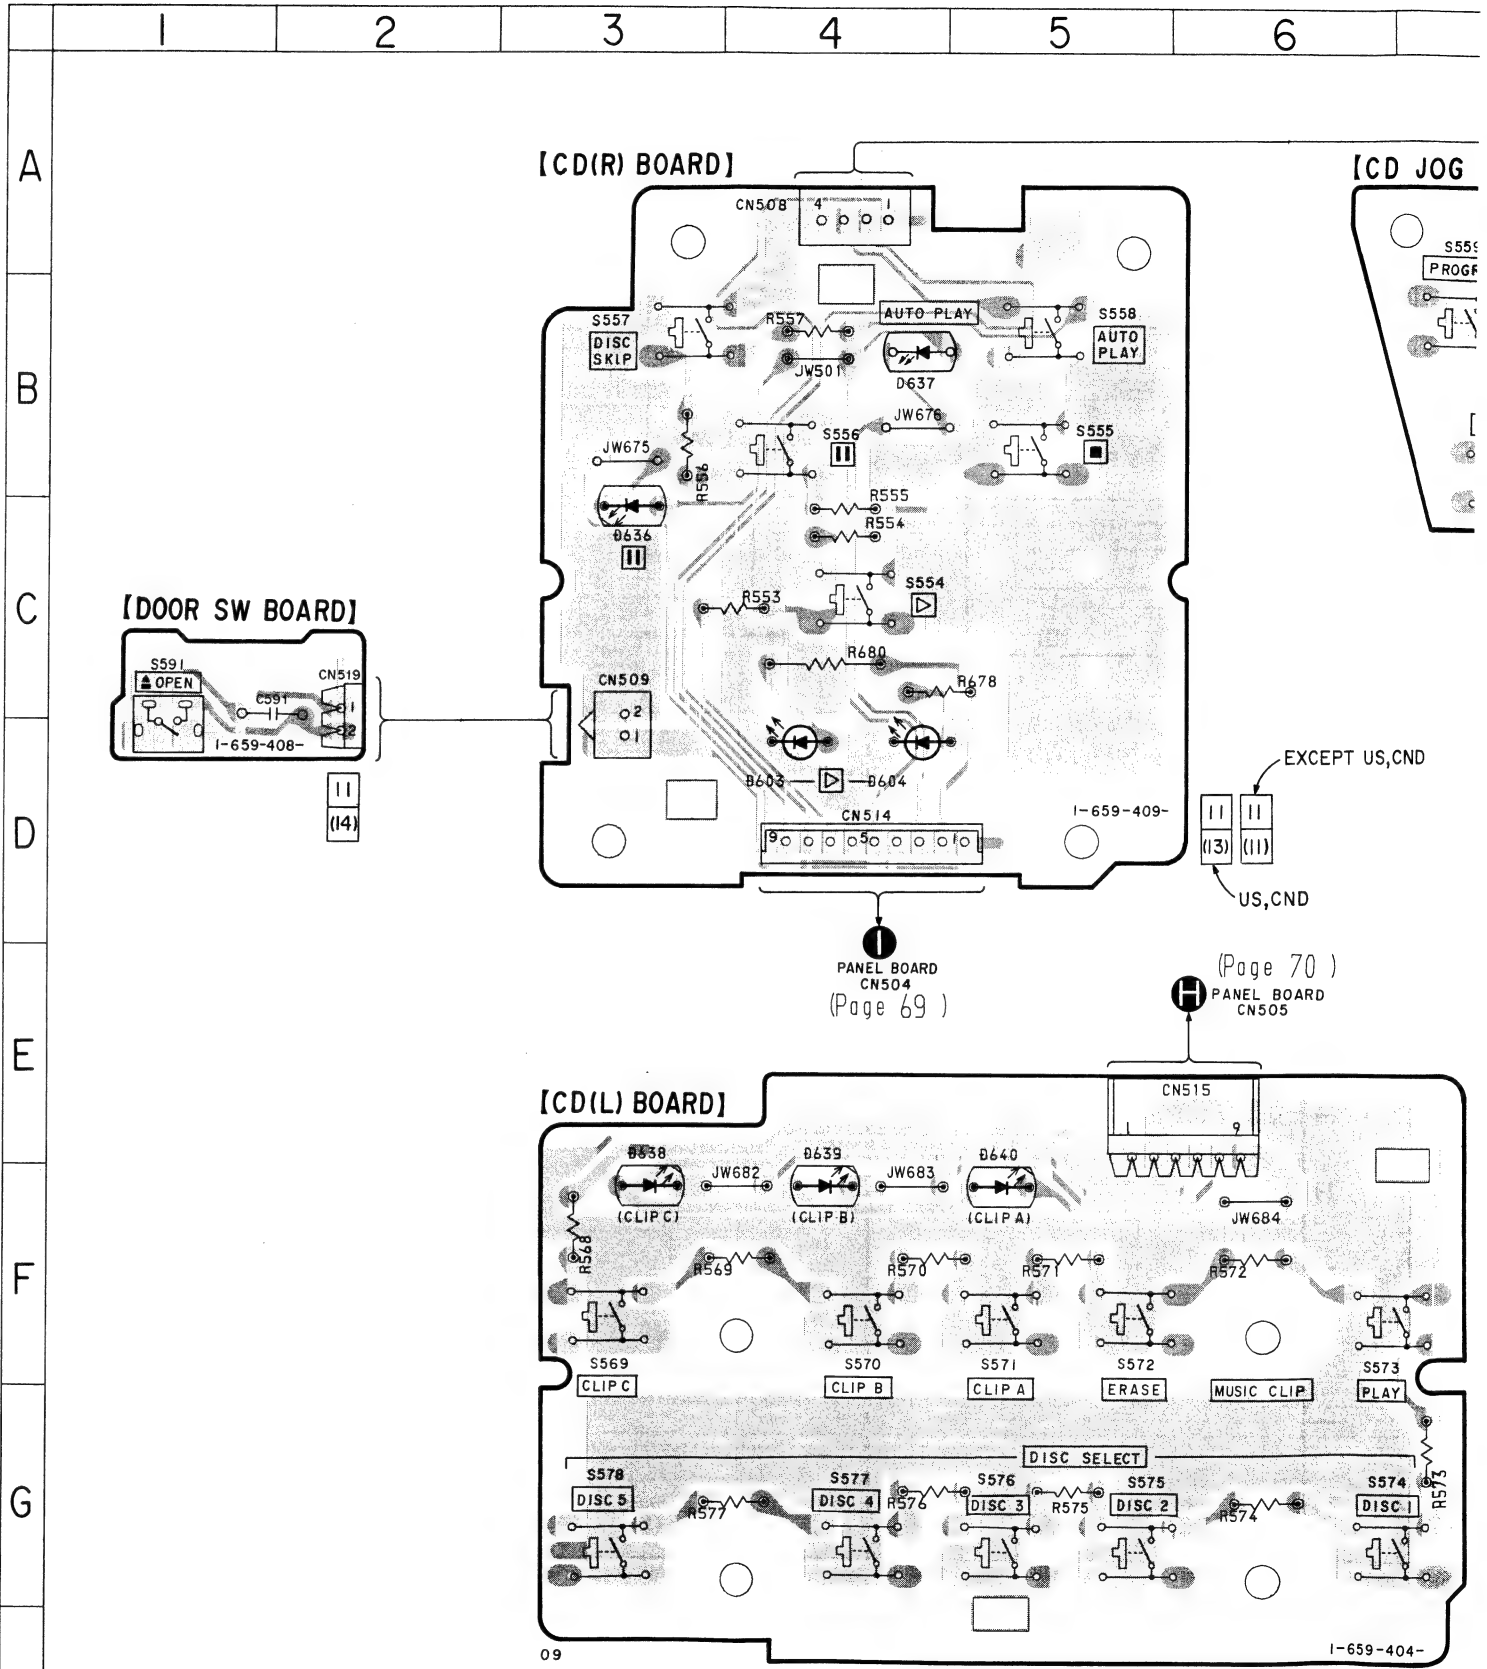 1 2 3 4 5 6
A
[CD(R) BOARD]
[CD JOG
CN508 4 1
S559
PROGR
B
S557
DISC
SKIP
R557
AUTO PLAY
S558
AUTO
PLAY
JW501
D637
JW676
S556
S555
JW675
R556
R555
R554
D636
C
[DOOR SW BOARD]
S554
R553
S591
OPEN
CN519
C591
1
2
1-659-408-
R680
CN509
R678
2
1
11
(14)
D603
D604
EXCEPT US,CND
D
CN514
9 5 1
1-659-409-
11 11
(13) (11)
US,CND
I
PANEL BOARD
CN504
(Page 69 )
(Page 70 )
H PANEL BOARD
CN505
E
[CD(L) BOARD]
CN515
1 9
D638
JW682
D639
JW683
D640
(CLIP C)
(CLIP B)
(CLIP A)
JW684
F
R568
R569
R570
R571
R572
S569
CLIP C
S570
CLIP B
S571
CLIP A
S572
ERASE
MUSIC CLIP
S573
PLAY
DISC SELECT
G
S578
DISC 5
R577
S577
DISC 4
R576
S576
DISC 3
R575
S575
DISC 2
R574
S574
DISC 1
R573
09
1-659-404-